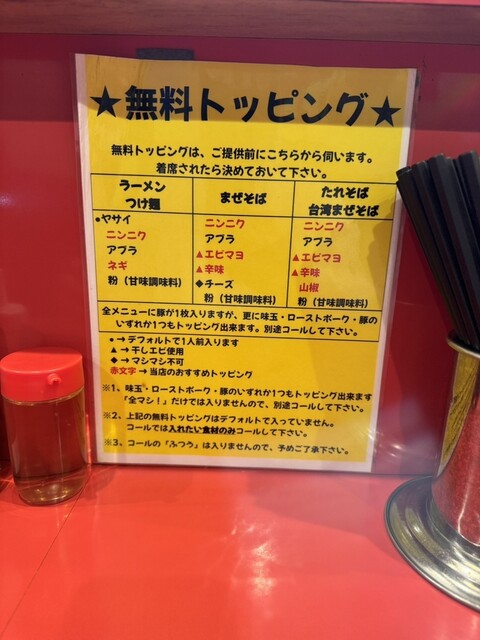 ★無料トッピング★
無料トッピングは、ご提供前にこちらから伺います。
着席されたら決めておいて下さい。
ラーメン
つけ麺
まぜそば
たれそば
台湾まぜそば
●ヤサイ
ニンニク
アブラ
ネギ
粉（甘味調味料）
ニンニク
アブラ
▲エビマヨ
▲辛味
◆チーズ
粉（甘味調味料）
ニンニク
アブラ
▲エビマヨ
▲辛味
山椒
粉（甘味調味料）
全メニューに豚が1枚入りますが、更に味玉・ローストポーク・豚の
いずれか1つもトッピング出来ます。別途コールして下さい。
● → デフォルトで1人前入ります
▲ → 干しエビ使用
◆ → マシマシ不可
赤文字 → 当店のおすすめトッピング
※1、味玉・ローストポーク・豚のいずれか1つもトッピング出来ます
「全マシ！」だけでは入りませんので、別途コールして下さい。
※2、上記の無料トッピングはデフォルトで入っていません。
コールでは入れたい食材のみコールして下さい。
※3、コールの「ふつう」は入りませんので、予めご了承下さい。